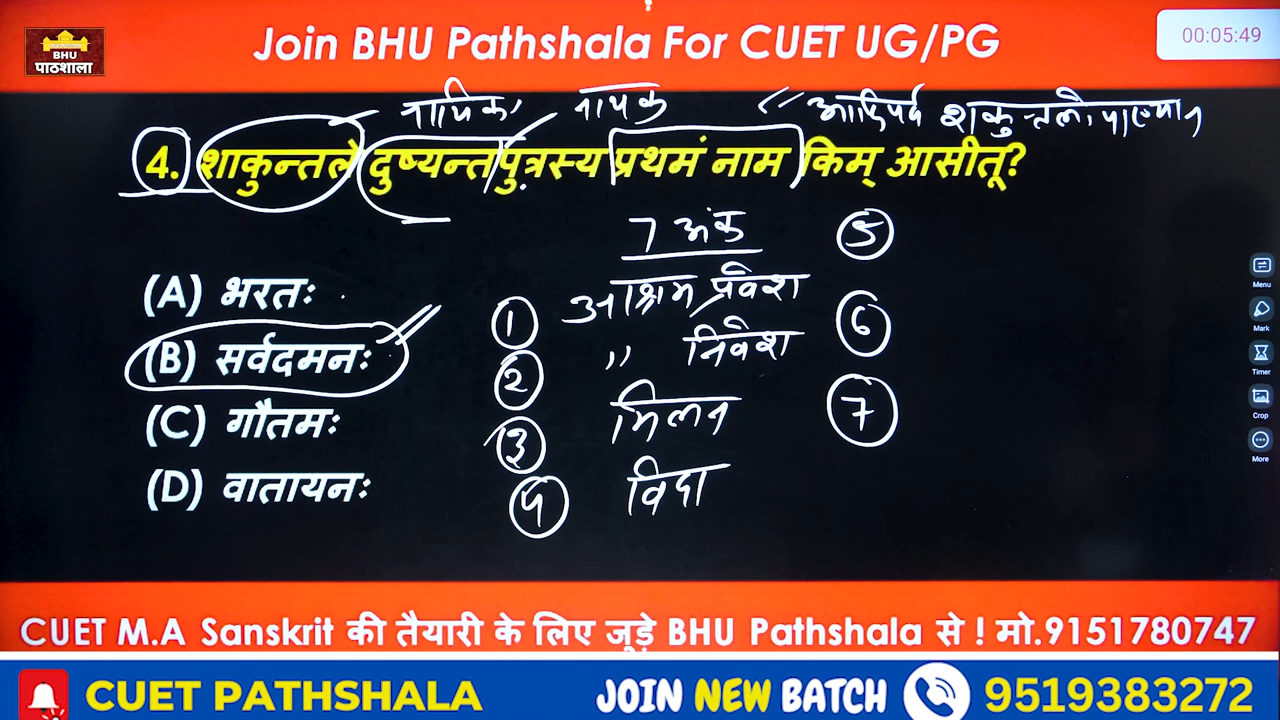 BHU
पाठशाला
Join BHU Pathshala For CUET UG/PG
00:05:49
नायक
4. शाकुन्तले दुष्यन्तपुत्रस्य प्रथमं नाम किम् आसीत्?
7 अंक
(A) भरतः
(B) सर्वदमनः
(C) गौतमः
(D) वातायनः
1 आश्रम प्रवेश
2 " निवेश
3 मिलन
4 विदा
5
6
7
Menu
Mark
Timer
Crop
More
CUET M.A Sanskrit की तैयारी के लिए जूड़े BHU Pathshala से ! मो.9151780747
CUET PATHSHALA
JOIN NEW BATCH
9519383272